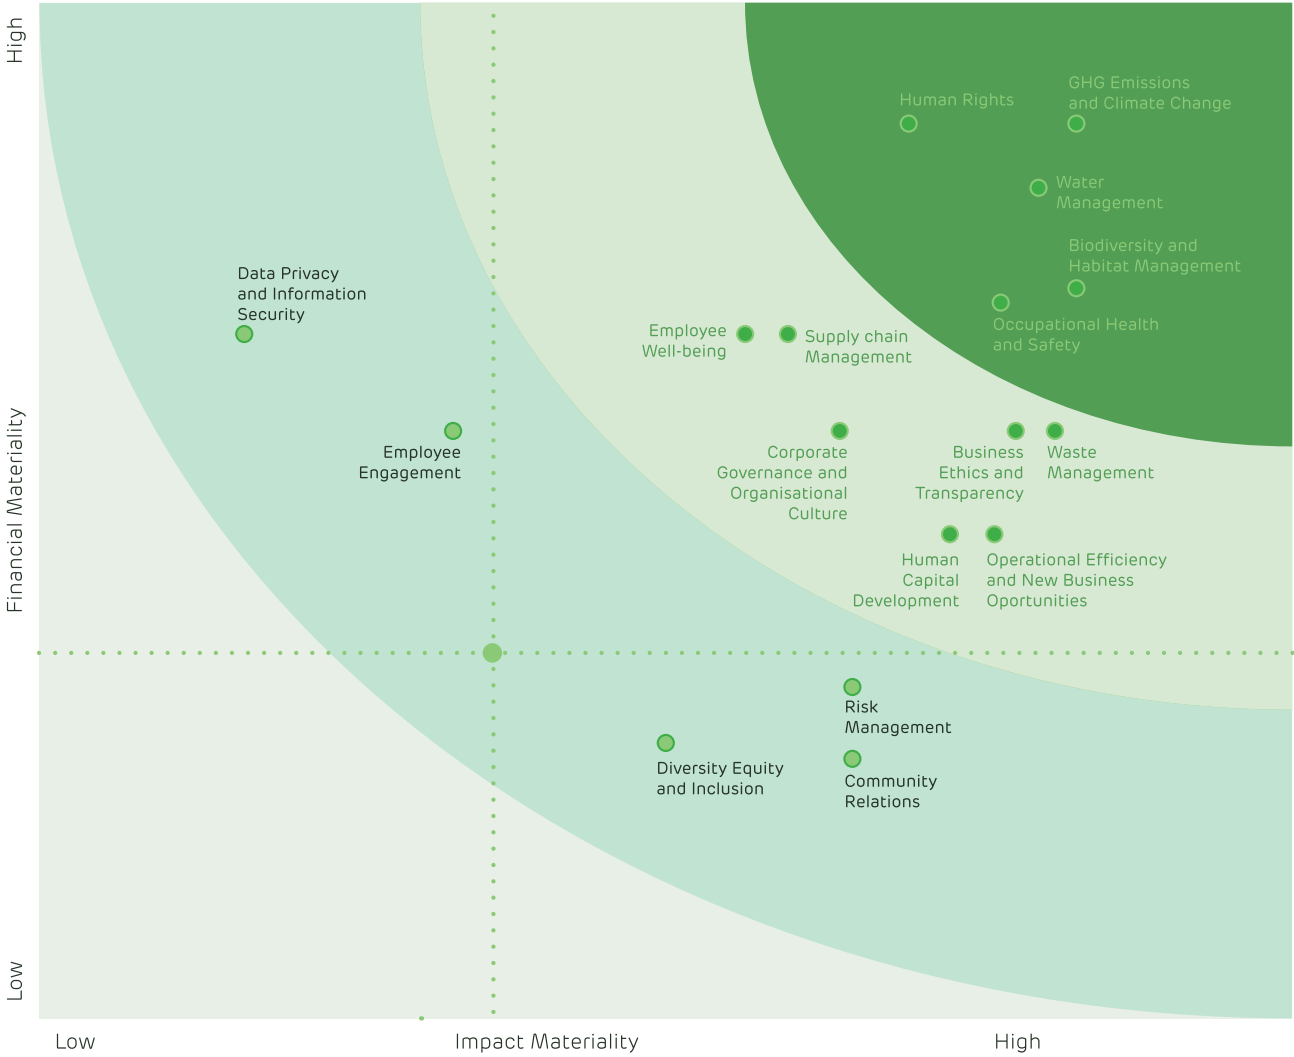 High
GHG Emissions
and Climate Change
Human Rights
Water
Management
Biodiversity and
Habitat Management
Occupational Health
and Safety
Data Privacy
and Information
Security
Employee
Well-being
Supply chain
Management
Employee
Engagement
Corporate
Governance and
Organisational
Culture
Business
Ethics and
Transparency
Waste
Management
Human
Capital
Development
Operational Efficiency
and New Business
Oportunities
Financial Materiality
Risk
Management
Diversity Equity
and Inclusion
Community
Relations
Low
Low
Impact Materiality
High